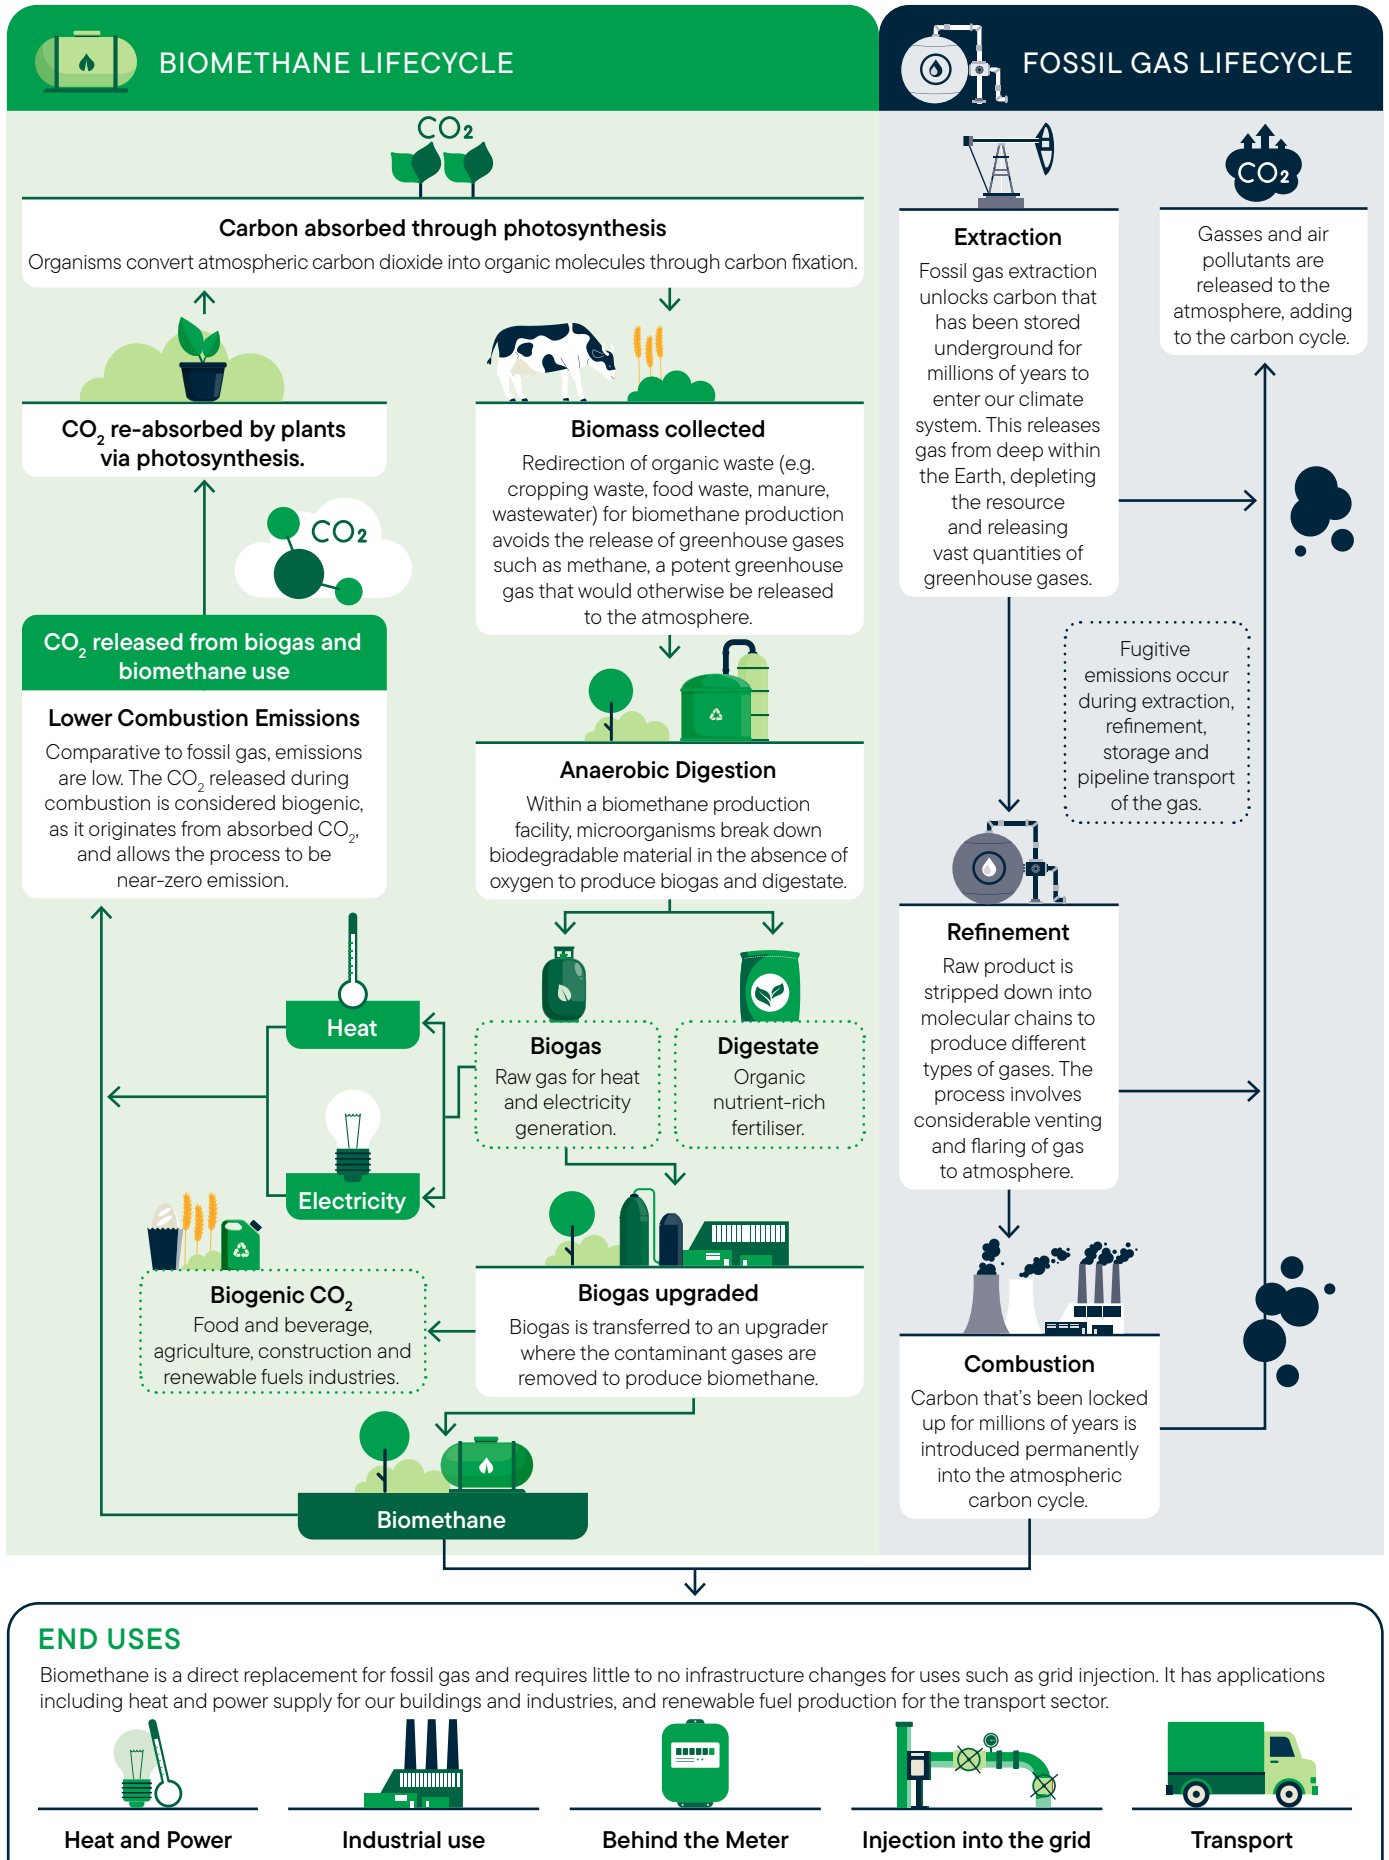 BIOMETHANE LIFECYCLE
CO2
Carbon absorbed through photosynthesis
Organisms convert atmospheric carbon dioxide into organic molecules through carbon fixation.
CO2 re-absorbed by plants
via photosynthesis.
Biomass collected
Redirection of organic waste (e.g.
cropping waste, food waste, manure,
wastewater) for biomethane production
avoids the release of greenhouse gases
such as methane, a potent greenhouse
gas that would otherwise be released
to the atmosphere.
CO2
CO2 released from biogas and
biomethane use
Lower Combustion Emissions
Comparative to fossil gas, emissions
are low. The CO2 released during
combustion is considered biogenic,
as it originates from absorbed CO2,
and allows the process to be
near-zero emission.
Anaerobic Digestion
Within a biomethane production
facility, microorganisms break down
biodegradable material in the absence of
oxygen to produce biogas and digestate.
Heat
Electricity
Biogas
Raw gas for heat
and electricity
generation.
Digestate
Organic
nutrient-rich
fertiliser.
Biogenic CO2
Food and beverage,
agriculture, construction and
renewable fuels industries.
Biogas upgraded
Biogas is transferred to an upgrader
where the contaminant gases are
removed to produce biomethane.
Biomethane
FOSSIL GAS LIFECYCLE
Extraction
Fossil gas extraction
unlocks carbon that
has been stored
underground for
millions of years to
enter our climate
system. This releases
gas from deep within
the Earth, depleting
the resource
and releasing
vast quantities of
greenhouse gases.
CO2
Gasses and air
pollutants are
released to the
atmosphere, adding
to the carbon cycle.
Fugitive
emissions occur
during extraction,
refinement,
storage and
pipeline transport
of the gas.
Refinement
Raw product is
stripped down into
molecular chains to
produce different
types of gases. The
process involves
considerable venting
and flaring of gas
to atmosphere.
Combustion
Carbon that's been locked
up for millions of years is
introduced permanently
into the atmospheric
carbon cycle.
END USES
Biomethane is a direct replacement for fossil gas and requires little to no infrastructure changes for uses such as grid injection. It has applications
including heat and power supply for our buildings and industries, and renewable fuel production for the transport sector.
Heat and Power
Industrial use
Behind the Meter
Injection into the grid
Transport